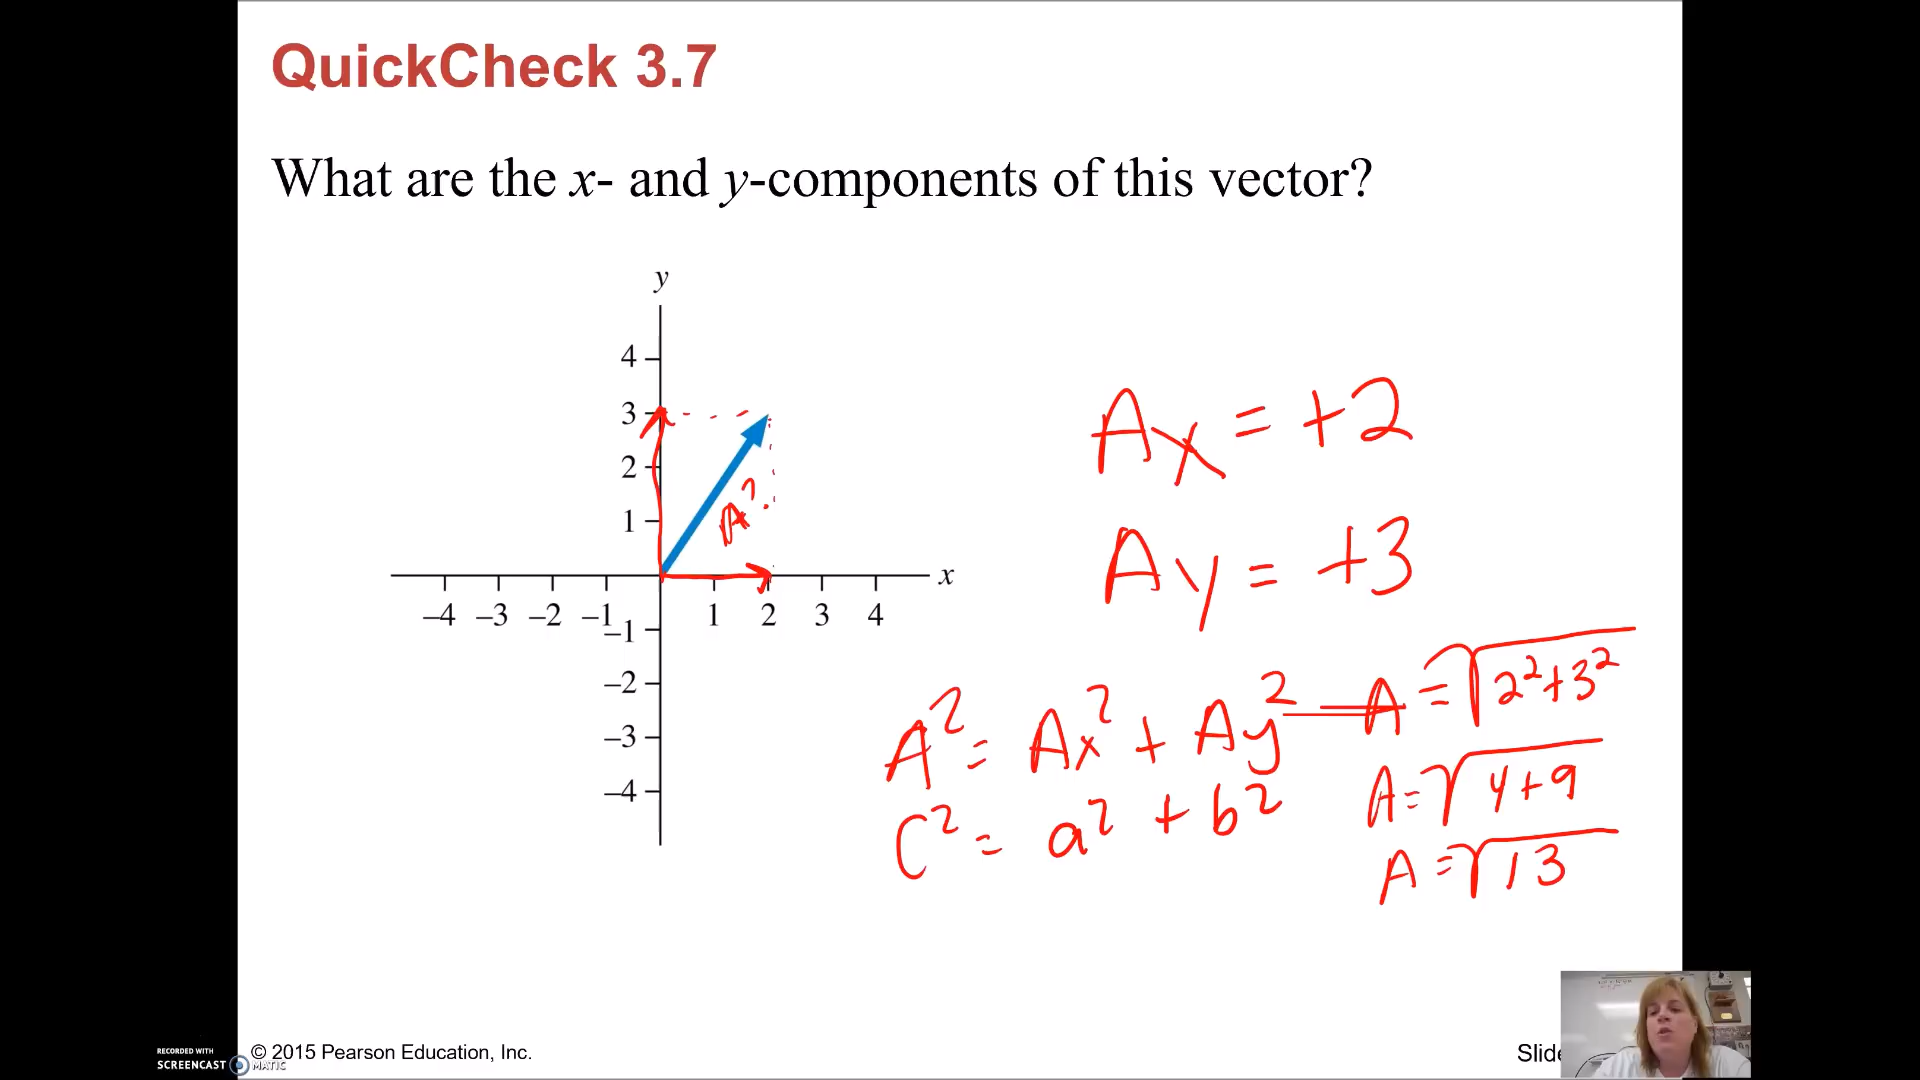 QuickCheck 3.7
What are the x- and y-components of this vector?
y
4
3
2
1
x
–4 –3 –2 –1 1 2 3 4
–1
–2
–3
–4
A?
Ax = +2
Ay = +3
A² = Ax² + Ay²
C² = a² + b²
A = √2²+3²
A = √4+9
A = √13
RECORDED WITH
SCREENCAST MATIC
© 2015 Pearson Education, Inc.
Slide